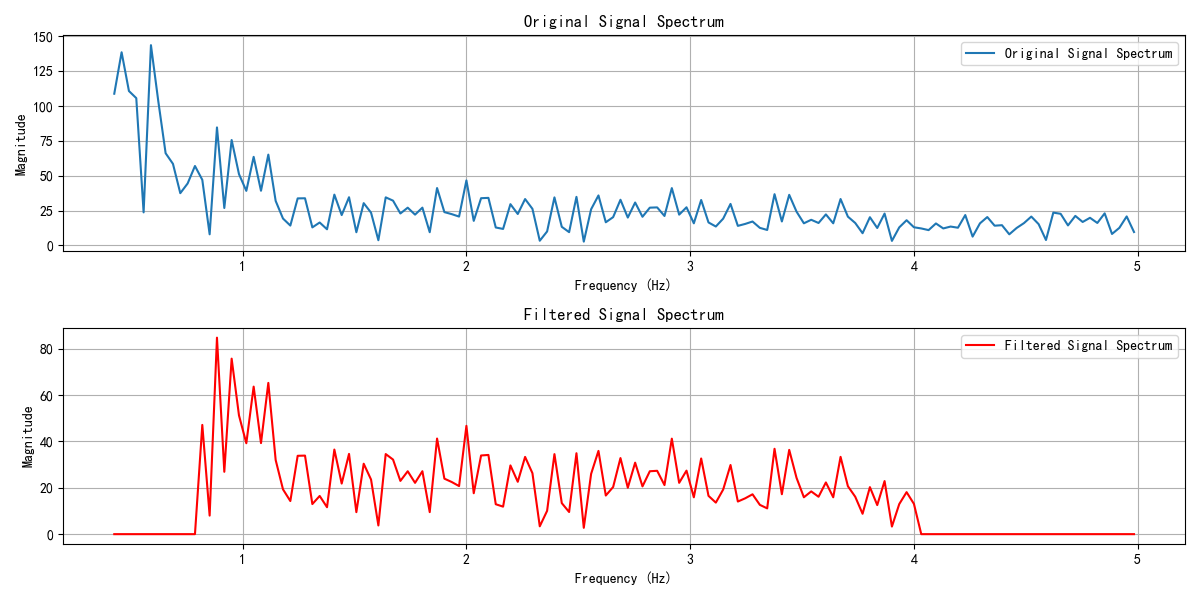 Original Signal Spectrum
Original Signal Spectrum
Magnitude
150
125
100
75
50
25
0
1 2 3 4 5
Frequency (Hz)
Filtered Signal Spectrum
Filtered Signal Spectrum
Magnitude
80
60
40
20
0
1 2 3 4 5
Frequency (Hz)